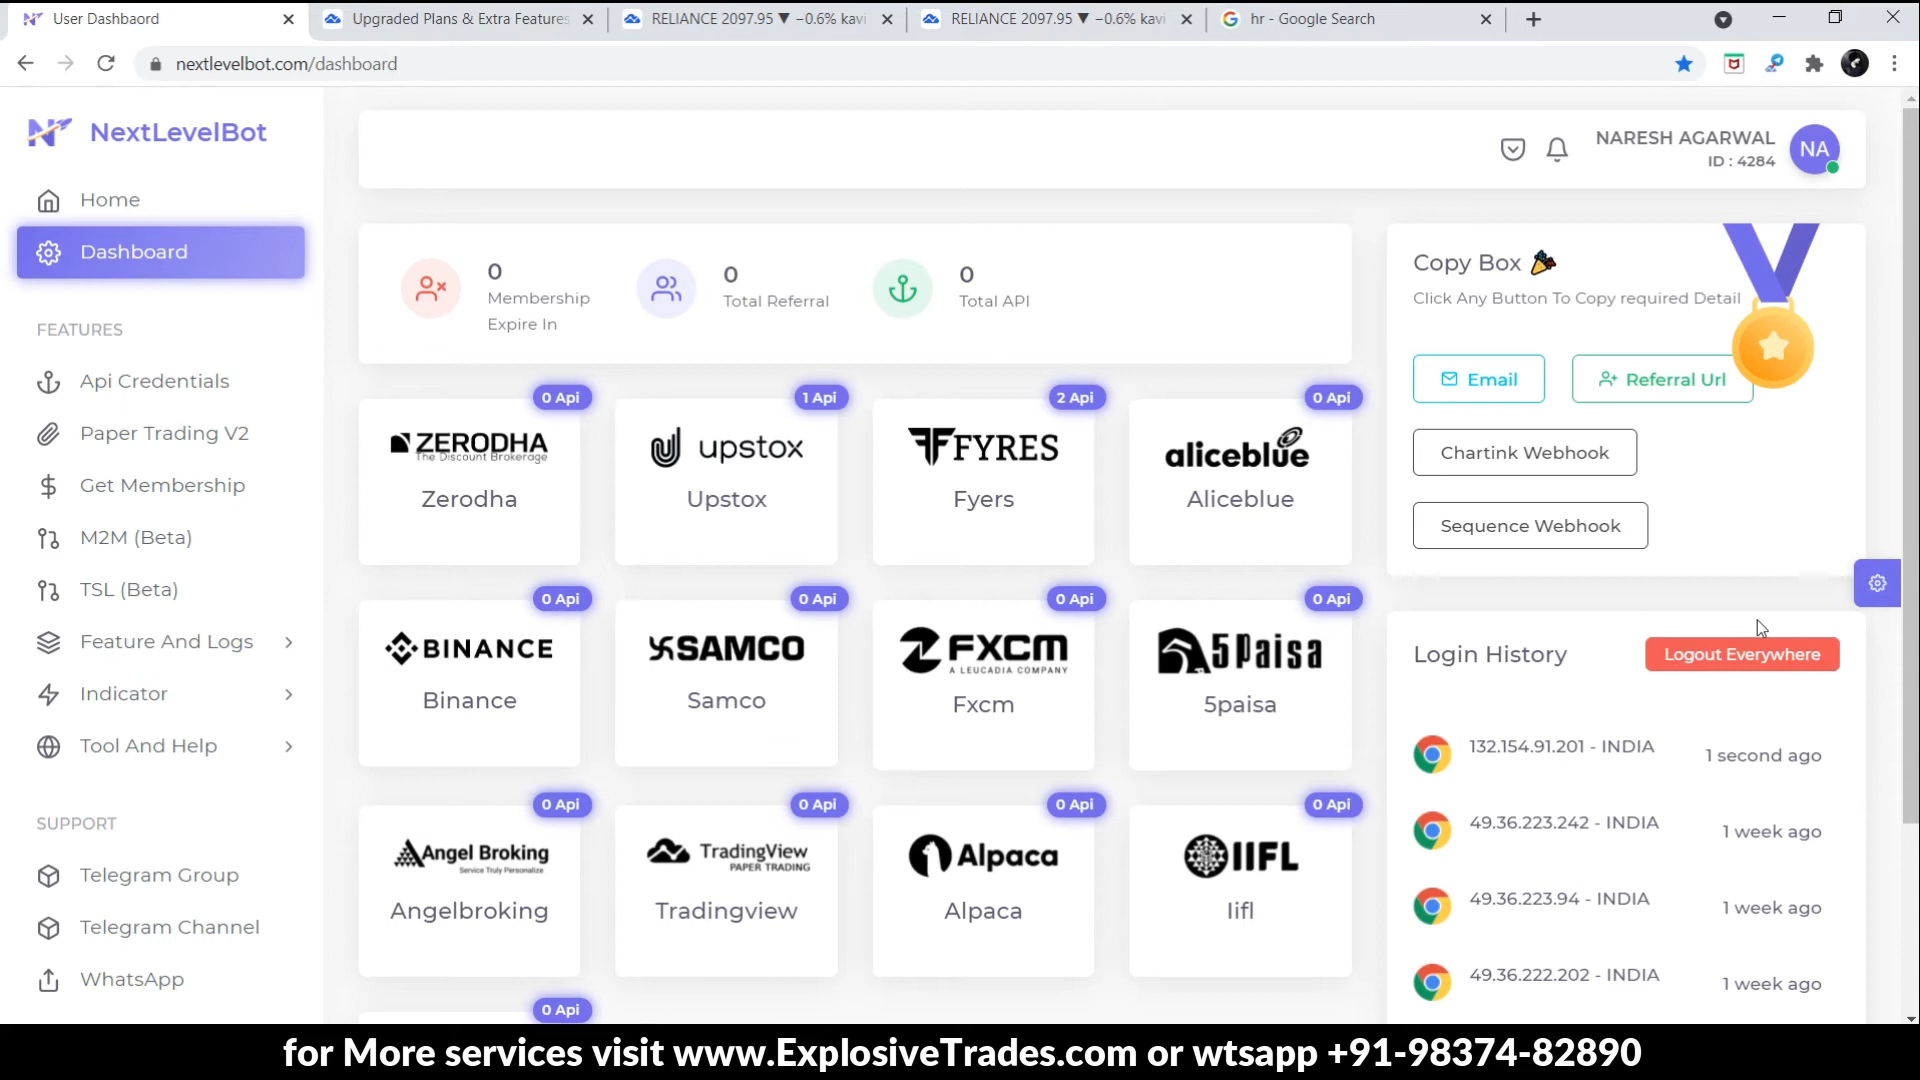 User Dashbaord
Upgraded Plans & Extra Features
RELIANCE 2097.95 ▼ −0.6% kavi
RELIANCE 2097.95 ▼ −0.6% kavi
hr - Google Search
nextlevelbot.com/dashboard
NextLevelBot
Home
Dashboard
FEATURES
Api Credentials
Paper Trading V2
Get Membership
M2M (Beta)
TSL (Beta)
Feature And Logs
Indicator
Tool And Help
SUPPORT
Telegram Group
Telegram Channel
WhatsApp
NARESH AGARWAL
ID : 4284
NA
0
Membership
Expire In
0
Total Referral
0
Total API
0 Api
ZERODHA
The Discount Brokerage
Zerodha
1 Api
upstox
Upstox
2 Api
FYRES
Fyers
0 Api
aliceblue
Aliceblue
0 Api
BINANCE
Binance
0 Api
SAMCO
Samco
0 Api
FXCM
A LEUCADIA COMPANY
Fxcm
0 Api
5Paisa
5paisa
0 Api
Angel Broking
Service Truly Personalize
Angelbroking
0 Api
TradingView
PAPER TRADING
Tradingview
0 Api
Alpaca
Alpaca
0 Api
IIFL
Iifl
0 Api
Copy Box
Click Any Button To Copy required Detail
Email
Referral Url
Chartink Webhook
Sequence Webhook
Login History
Logout Everywhere
132.154.91.201 - INDIA
1 second ago
49.36.223.242 - INDIA
1 week ago
49.36.223.94 - INDIA
1 week ago
49.36.222.202 - INDIA
1 week ago
for More services visit www.ExplosiveTrades.com or wtsapp +91-98374-82890